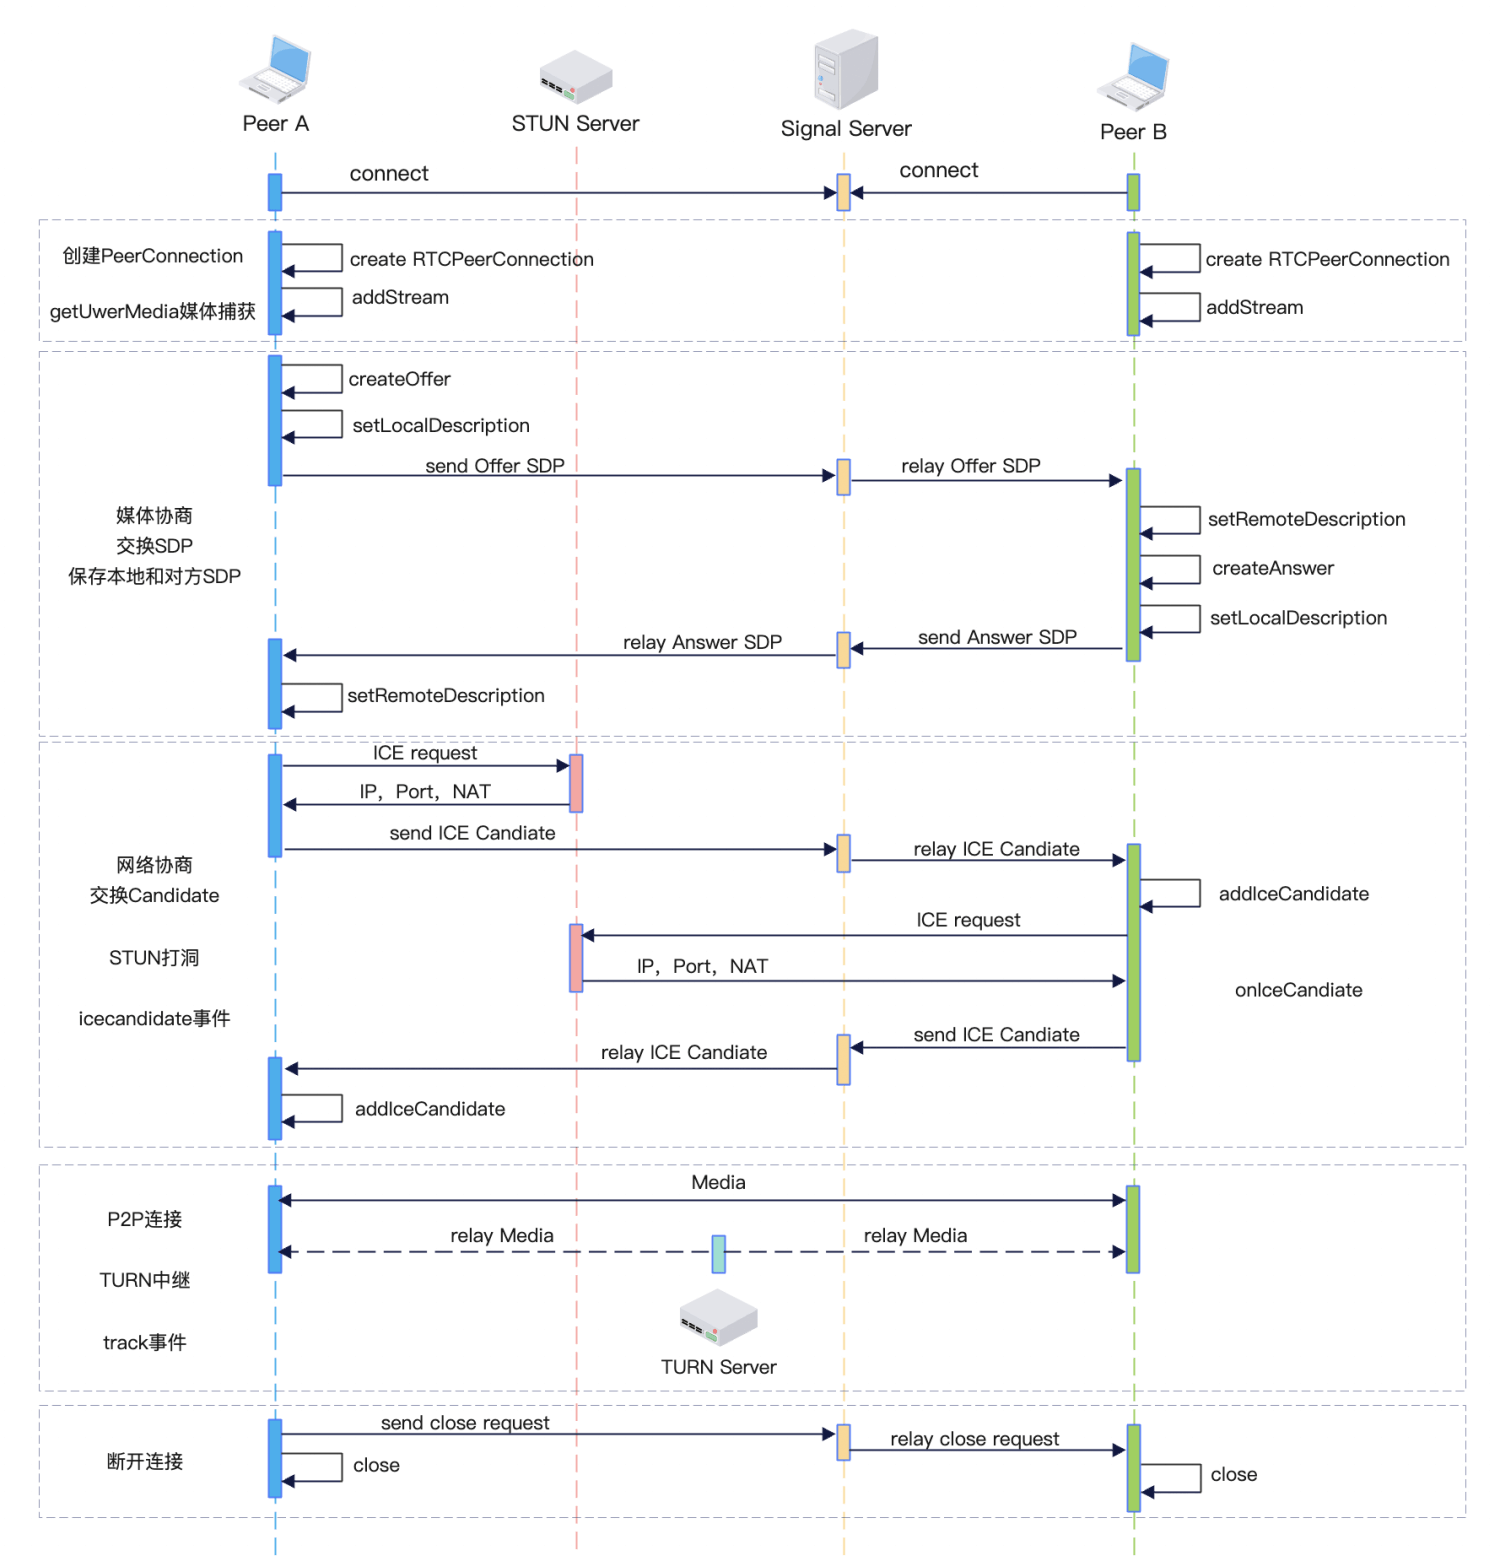 Peer A
STUN Server
Signal Server
Peer B
connect
connect
创建PeerConnection
create RTCPeerConnection
create RTCPeerConnection
getUwerMedia媒体捕获
addStream
addStream
createOffer
setLocalDescription
send Offer SDP
relay Offer SDP
媒体协商
交换SDP
保存本地和对方SDP
setRemoteDescription
createAnswer
setLocalDescription
send Answer SDP
relay Answer SDP
setRemoteDescription
ICE request
IP，Port，NAT
send ICE Candiate
relay ICE Candiate
网络协商
交换Candidate
addIceCandidate
ICE request
STUN打洞
IP，Port，NAT
onIceCandiate
icecandidate事件
send ICE Candiate
relay ICE Candiate
addIceCandidate
Media
P2P连接
relay Media
relay Media
TURN中继
track事件
TURN Server
send close request
relay close request
断开连接
close
close